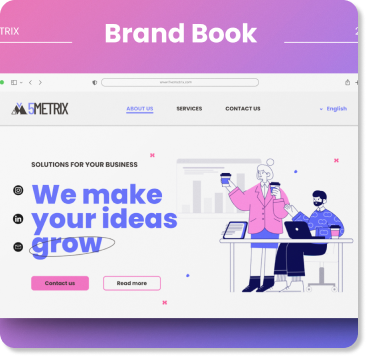 TRIX
Brand Book
2
5METRIX
ABOUT US
SERVICES
CONTACT US
English
SOLUTIONS FOR YOUR BUSINESS
We make
your ideas
grow
Contact us
Read more